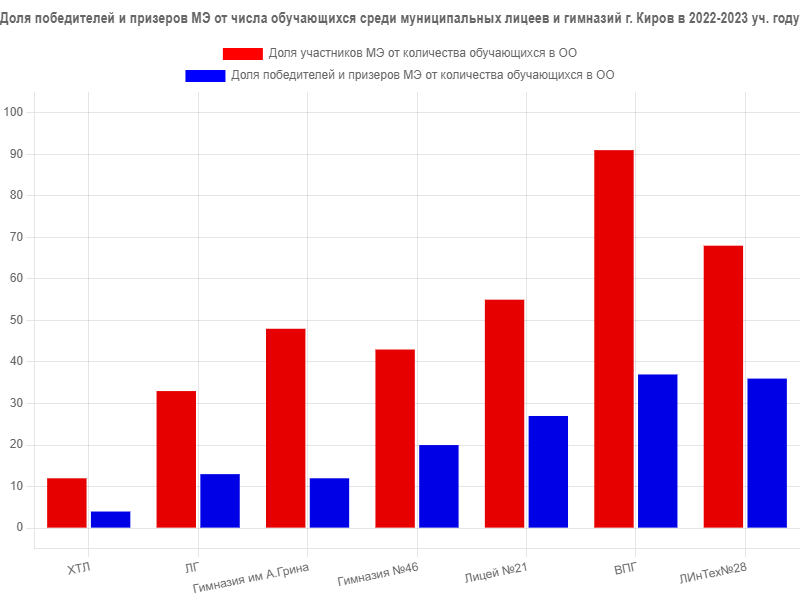 Доля победителей и призеров МЭ от числа обучающихся среди муниципальных лицеев и гимназий г. Киров в 2022-2023 уч. году
Доля участников МЭ от количества обучающихся в ОО
Доля победителей и призеров МЭ от количества обучающихся в ОО
100
90
80
70
60
50
40
30
20
10
0
ХТЛ
ЛГ
Гимназия им А.Грина
Гимназия №46
Лицей №21
ВПГ
ЛИнТех№28